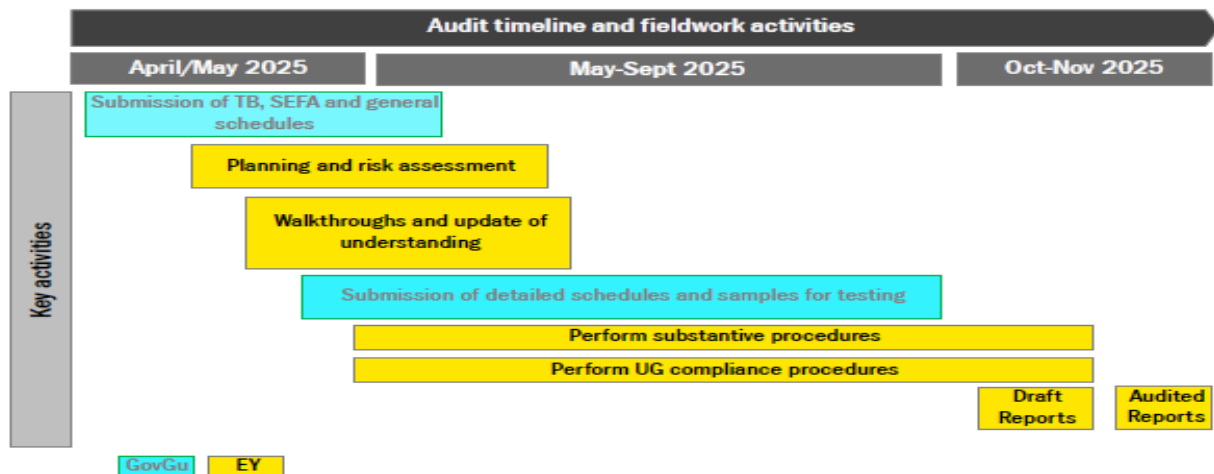 Audit timeline and fieldwork activities
April/May 2025
May-Sept 2025
Oct-Nov 2025
Key activities
Submission of TB, SEFA and general
schedules
Planning and risk assessment
Walkthroughs and update of
understanding
Submission of detailed schedules and samples for testing
Perform substantive procedures
Perform UG compliance procedures
Draft
Reports
Audited
Reports
GovGu
EY